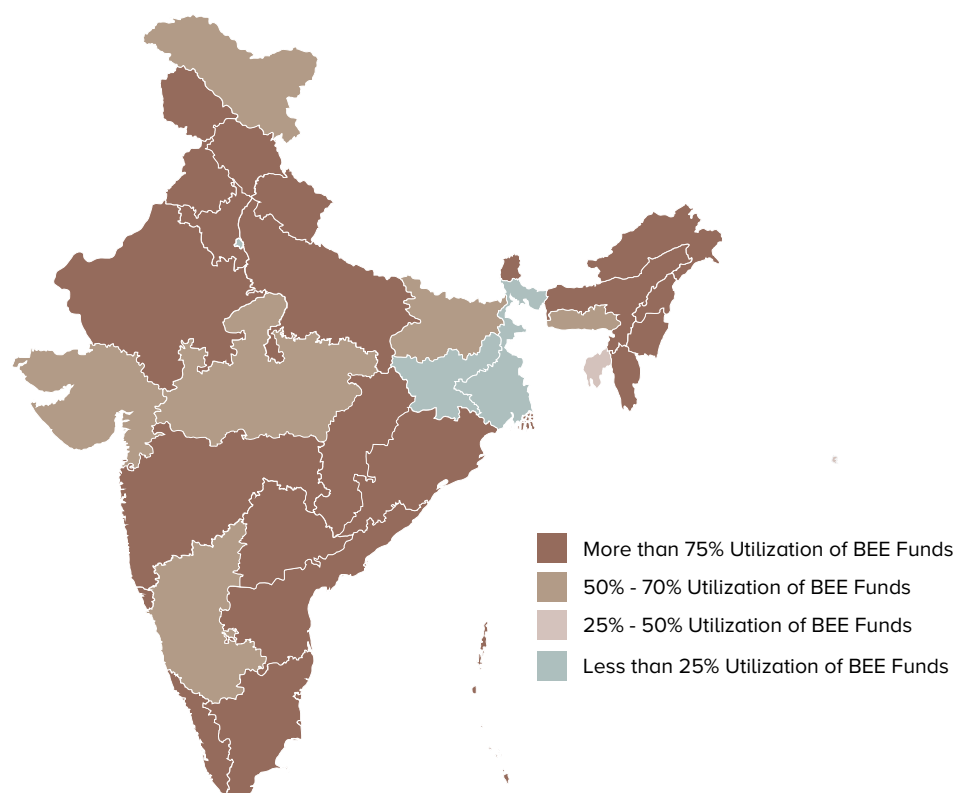 More than 75% Utilization of BEE Funds
50% - 70% Utilization of BEE Funds
25% - 50% Utilization of BEE Funds
Less than 25% Utilization of BEE Funds